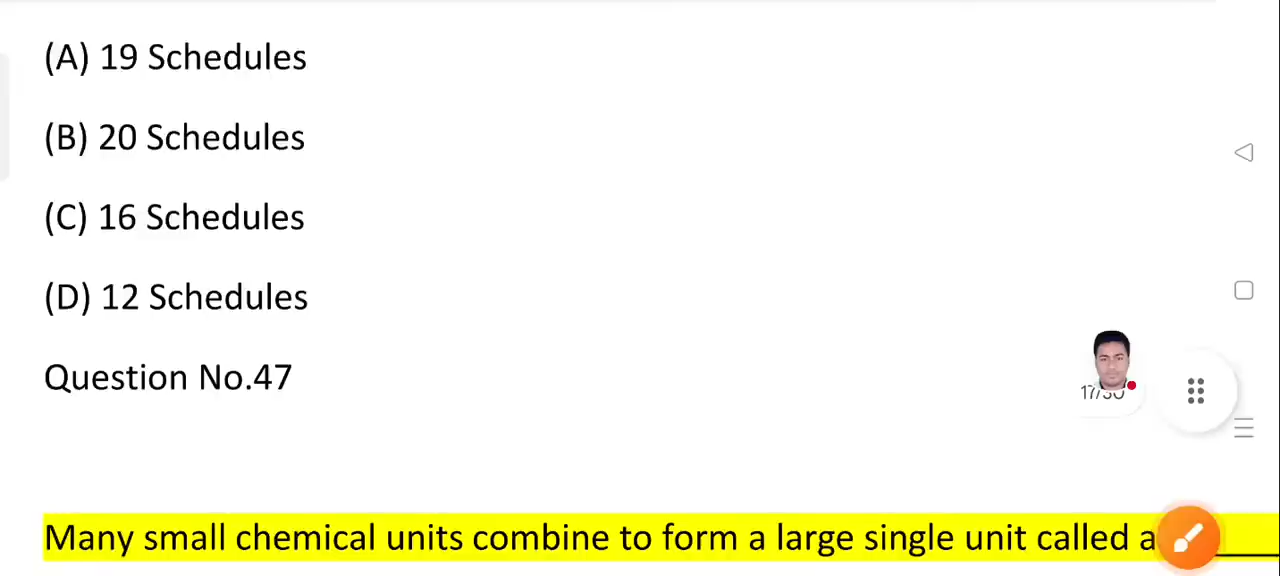 (A) 19 Schedules
(B) 20 Schedules
(C) 16 Schedules
(D) 12 Schedules
Question No.47
Many small chemical units combine to form a large single unit called a